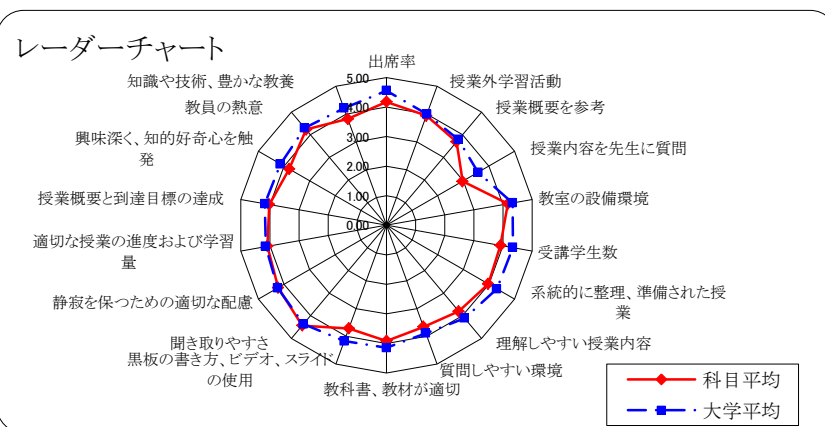 レーダーチャート
出席率
授業外学習活動
授業概要を参考
授業内容を先生に質問
教室の設備環境
受講学生数
系統的に整理、準備された授
業
理解しやすい授業内容
質問しやすい環境
教科書、教材が適切
黒板の書き方、ビデオ、スライド
の使用
聞き取りやすさ
静寂を保つための適切な配慮
適切な授業の進度および学習
量
授業概要と到達目標の達成
興味深く、知的好奇心を触
発
教員の熱意
知識や技術、豊かな教養
5.00
4.00
3.00
2.00
1.00
0.00
科目平均
大学平均